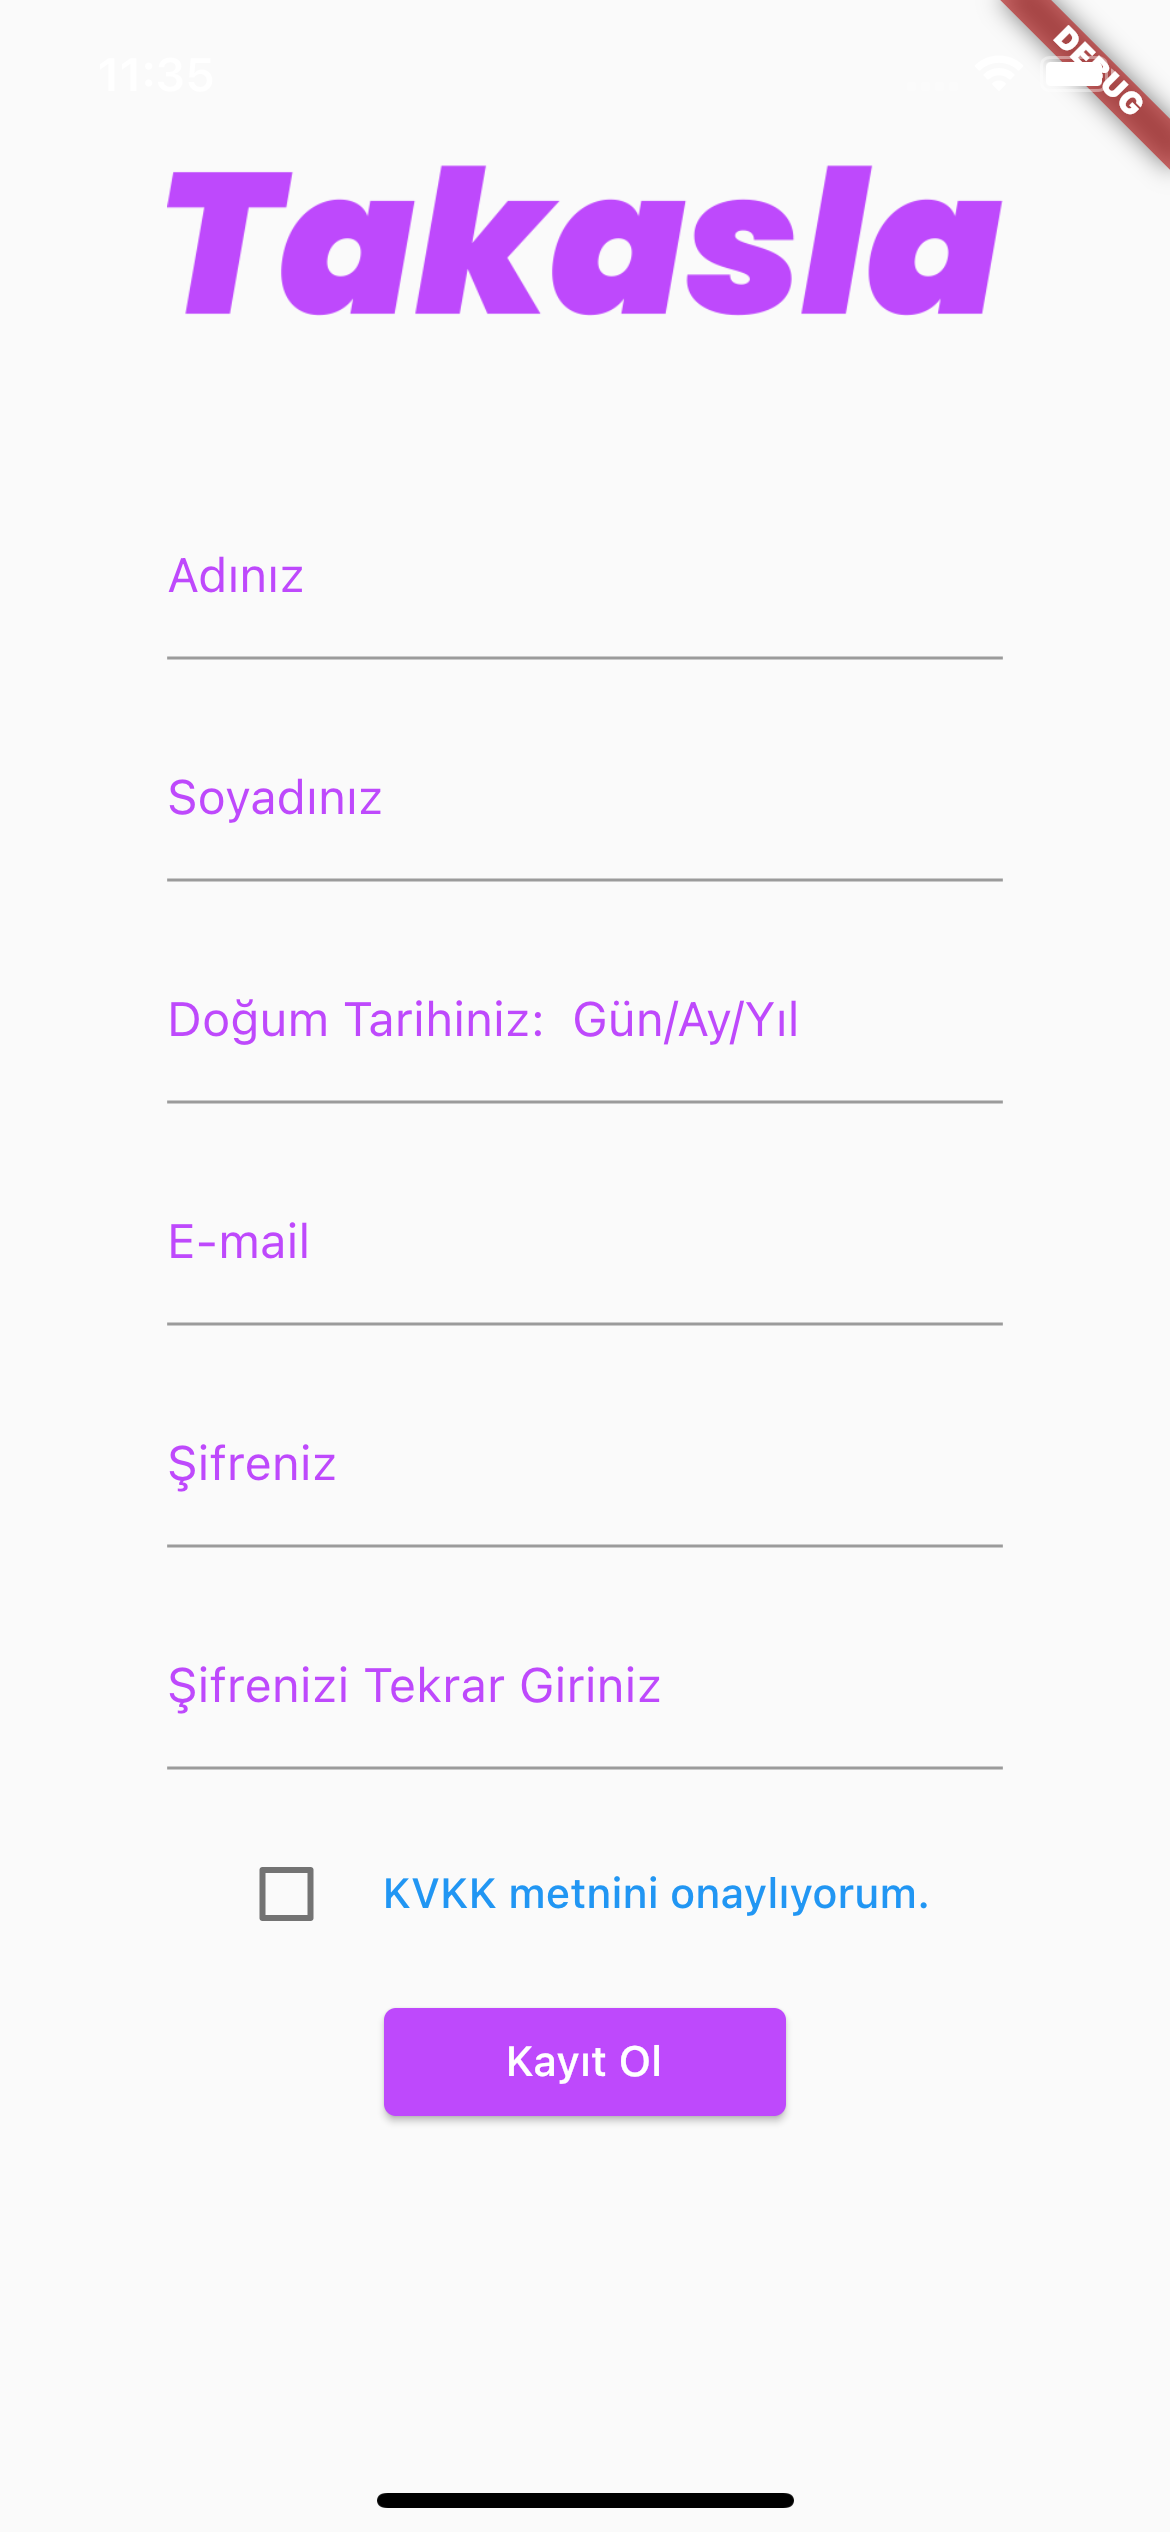 11:35
DEBUG
Takasla
Adınız
Soyadınız
Doğum Tarihiniz:  Gün/Ay/Yıl
E-mail
Şifreniz
Şifrenizi Tekrar Giriniz
KVKK metnini onaylıyorum.
Kayıt Ol